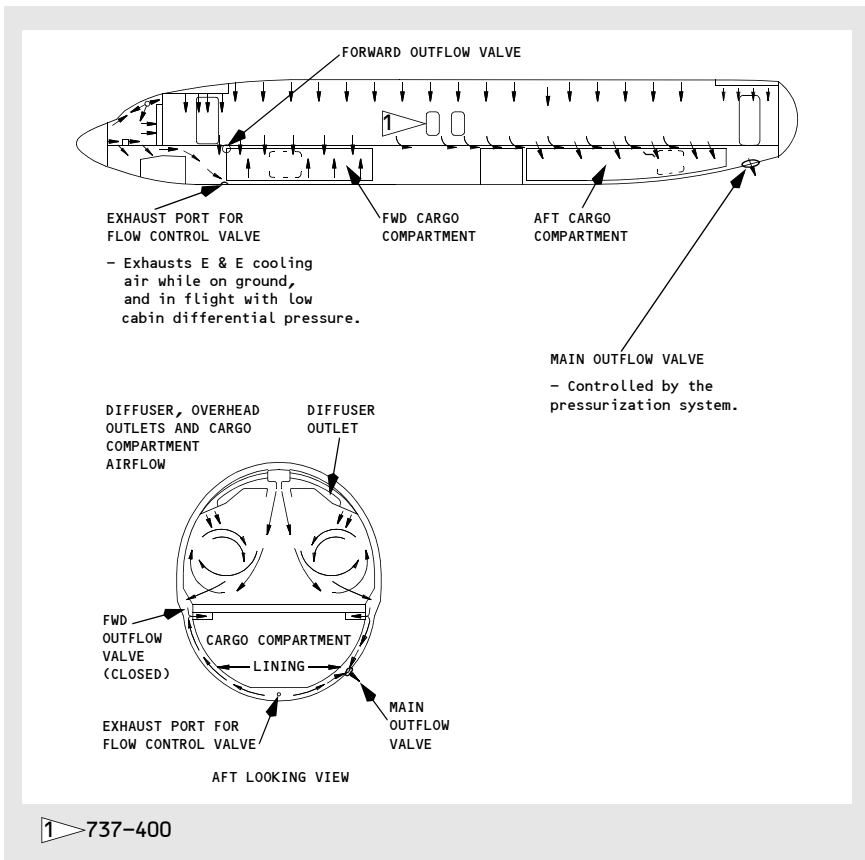 FORWARD OUTFLOW VALVE
1
EXHAUST PORT FOR
FLOW CONTROL VALVE
– Exhausts E & E cooling
air while on ground,
and in flight with low
cabin differential pressure.
FWD CARGO
COMPARTMENT
AFT CARGO
COMPARTMENT
MAIN OUTFLOW VALVE
– Controlled by the
pressurization system.
DIFFUSER, OVERHEAD
OUTLETS AND CARGO
COMPARTMENT
AIRFLOW
DIFFUSER
OUTLET
FWD
OUTFLOW
VALVE
(CLOSED)
CARGO COMPARTMENT
LINING
MAIN
OUTFLOW
VALVE
EXHAUST PORT FOR
FLOW CONTROL VALVE
AFT LOOKING VIEW
1 737–400